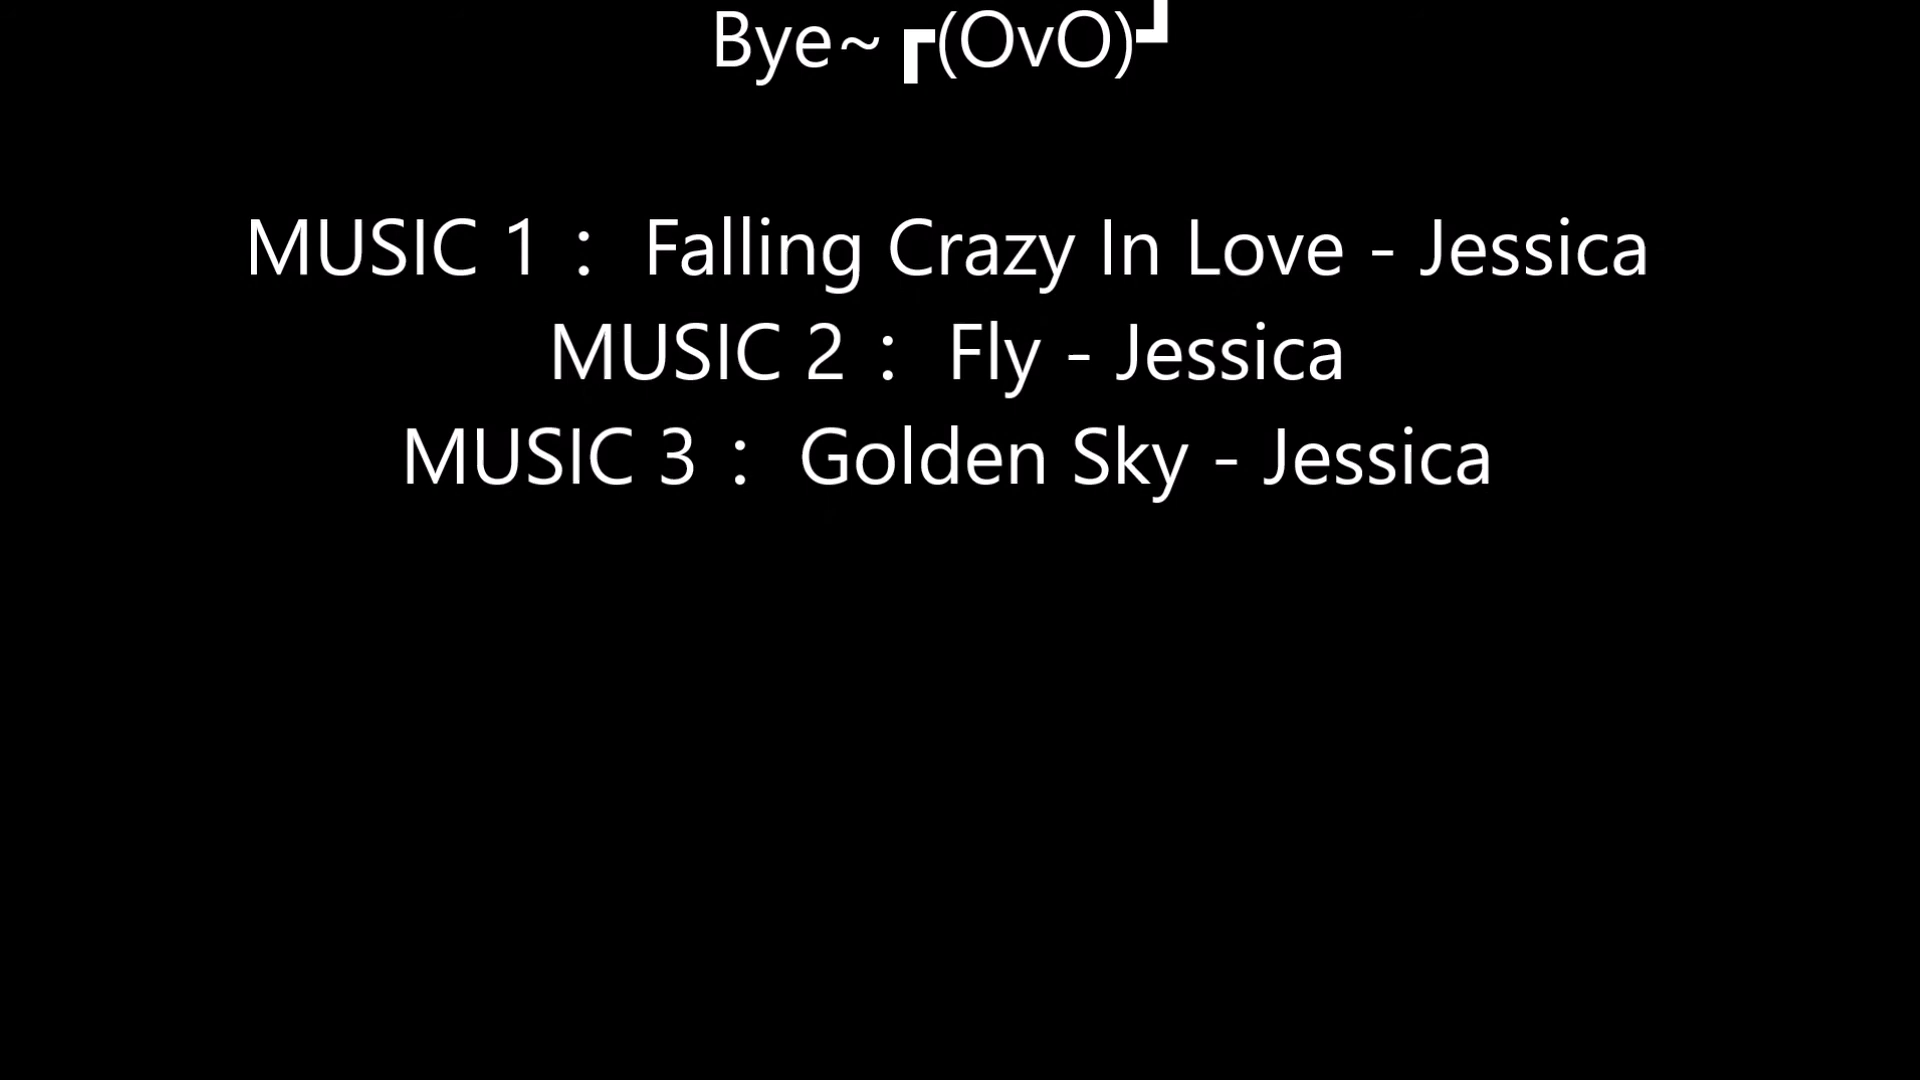 Bye~┏(OvO)┛
MUSIC 1：Falling Crazy In Love - Jessica
MUSIC 2：Fly - Jessica
MUSIC 3：Golden Sky - Jessica